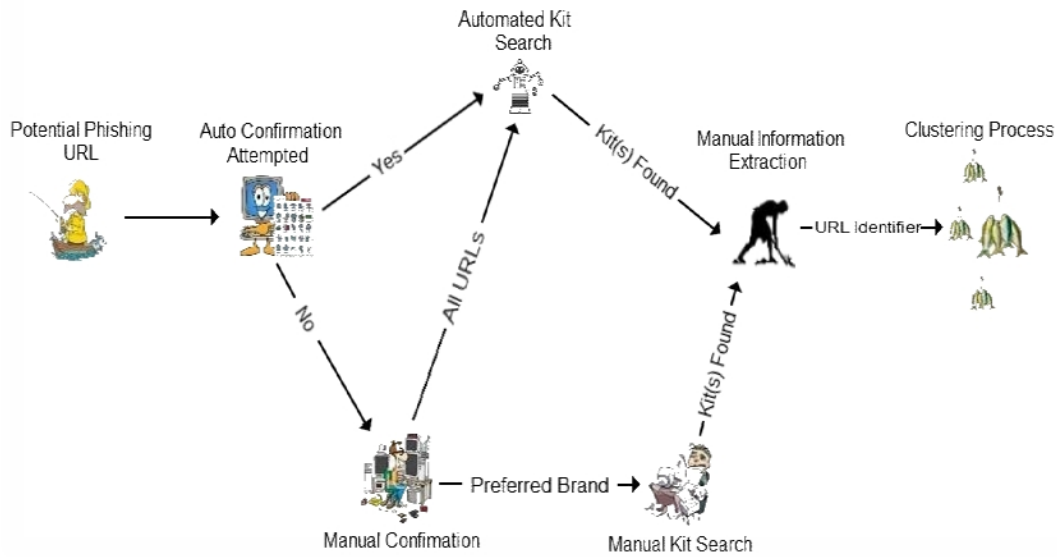 Automated Kit
Search
Potential Phishing
URL
Auto Confirmation
Attempted
Yes
Kit(s) Found
Manual Information
Extraction
Clustering Process
URL Identifier
All URLs
No
Kit(s) Found
Preferred Brand
Manual Confimation
Manual Kit Search